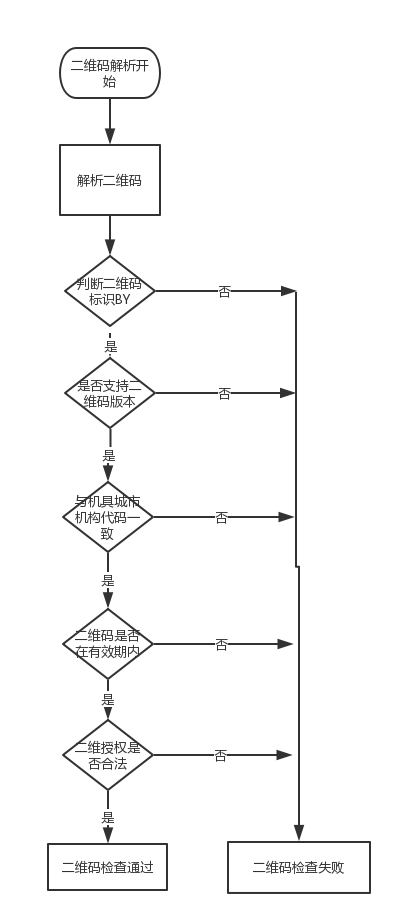 二维码解析开
始
解析二维码
判断二维码
标识BY
否
是
是否支持二
维码版本
否
是
与机具城市
机构代码一
致
否
是
二维码是否
在有效期内
否
是
二维授权是
否合法
否
是
二维码检查通过
二维码检查失败